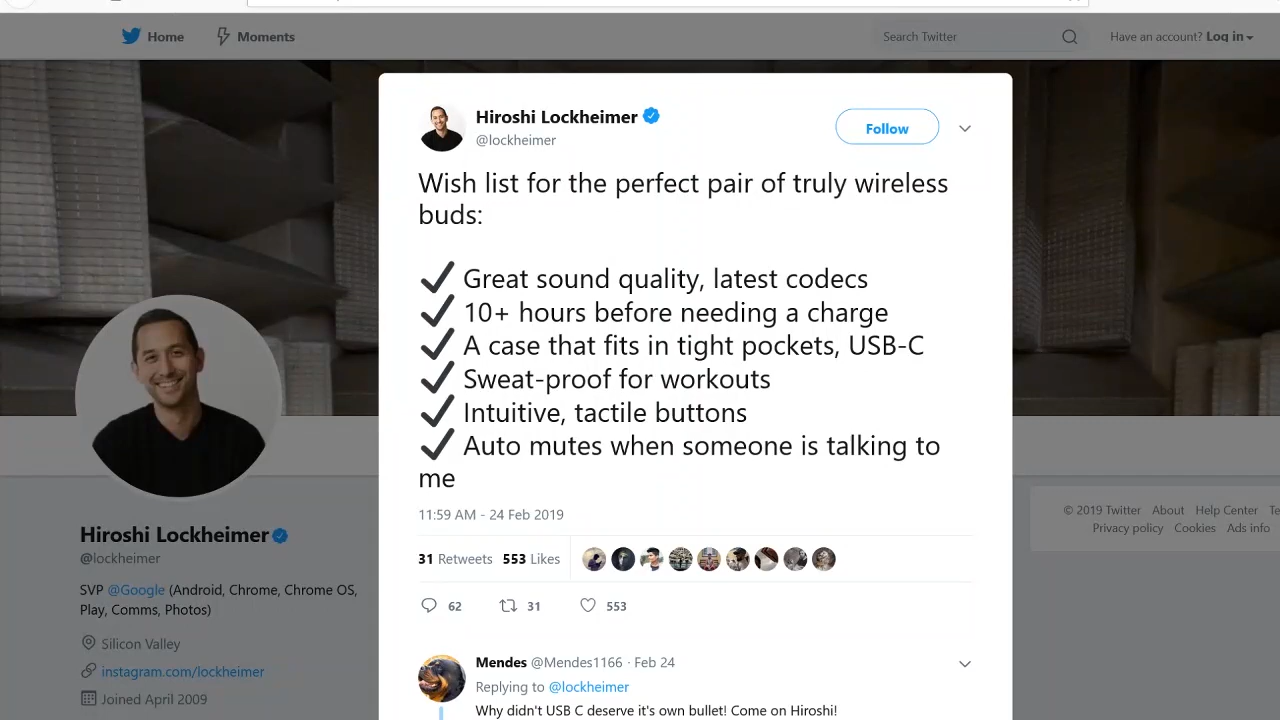 Home
Moments
Search Twitter
Have an account? Log in
Hiroshi Lockheimer
@lockheimer
Follow
Wish list for the perfect pair of truly wireless
buds:
✔ Great sound quality, latest codecs
✔ 10+ hours before needing a charge
✔ A case that fits in tight pockets, USB-C
✔ Sweat-proof for workouts
✔ Intuitive, tactile buttons
✔ Auto mutes when someone is talking to
me
11:59 AM - 24 Feb 2019
31 Retweets 553 Likes
62 31 553
Mendes @Mendes1166 · Feb 24
Replying to @lockheimer
Why didn't USB C deserve it's own bullet! Come on Hiroshi!
Hiroshi Lockheimer
@lockheimer
SVP @Google (Android, Chrome, Chrome OS,
Play, Comms, Photos)
Silicon Valley
instagram.com/lockheimer
Joined April 2009
© 2019 Twitter About Help Center Te
Privacy policy Cookies Ads info